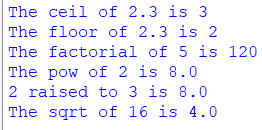 The ceil of 2.3 is 3
The floor of 2.3 is 2
The factorial of 5 is 120
The pow of 2 is 8.0
2 raised to 3 is 8.0
The sqrt of 16 is 4.0